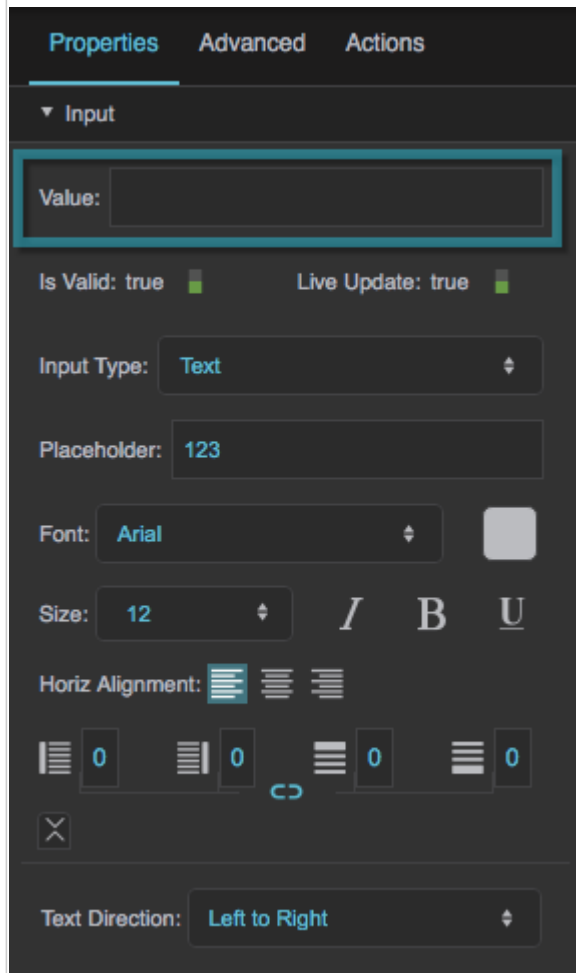 Properties Advanced Actions
Input
Value:
Is Valid: true Live Update: true
Input Type: Text
Placeholder: 123
Font: Arial
Size: 12 I B U
Horiz Alignment:
0 0 0 0
Text Direction: Left to Right